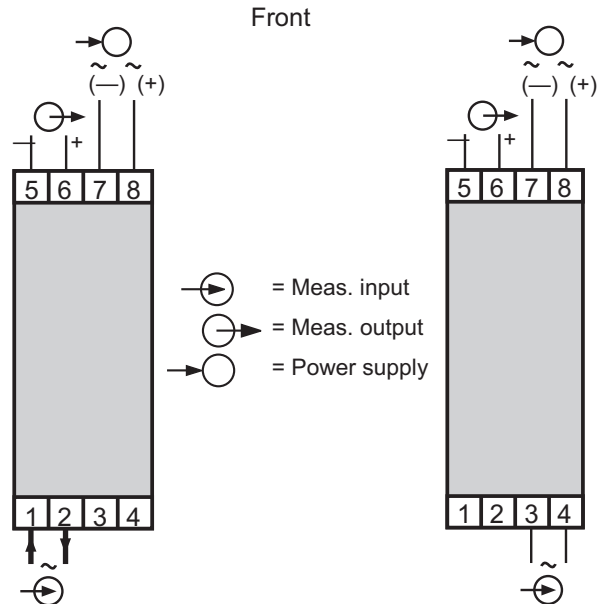 Front
~ ~
(—) (+)
— +
5 6 7 8
1 2 3 4
~
= Meas. input
= Meas. output
= Power supply
~ ~
(—) (+)
— +
5 6 7 8
1 2 3 4
~